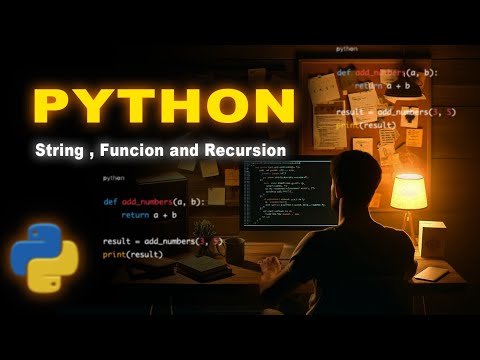 PYTHON
String , Funcion and Recursion
python
def add_numbers(a, b):
return a + b
result = add_numbers(3, 5)
print(result)
python
def add_numbers(a, b):
return a + b
result = add_numbers(3, 5)
print(result)